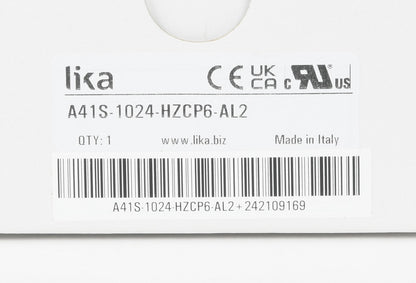 lika CE UK CA c RU US
A41S-1024-HZCP6-AL2
QTY: 1 www.lika.biz Made in Italy
A41S-1024-HZCP6-AL2+242109169